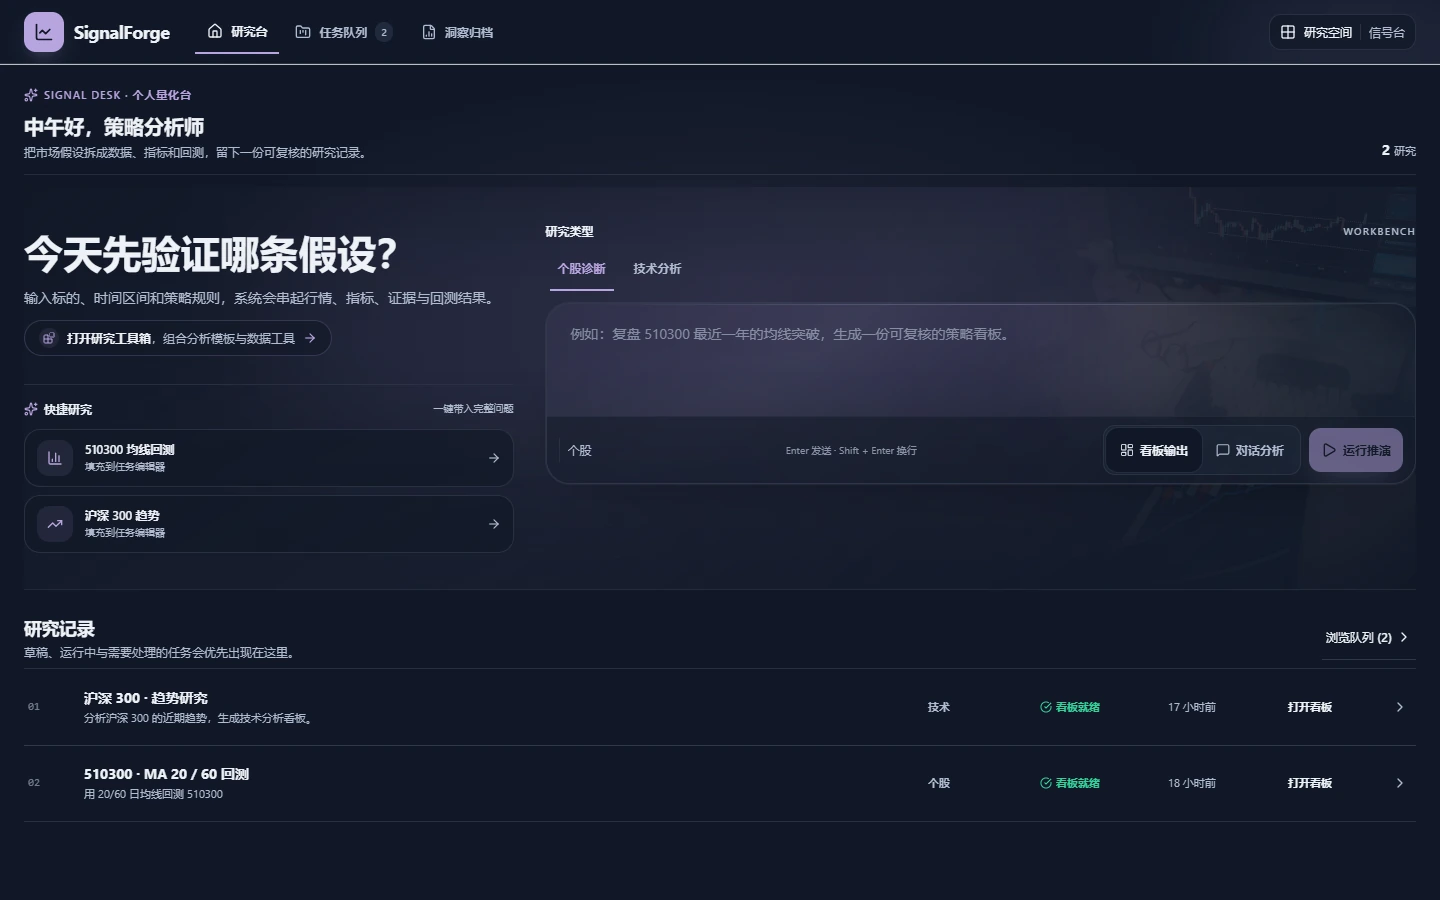 SignalForge
研究台
任务队列 2
洞察归档
研究空间
信号台
SIGNAL DESK · 个人量化台
中午好，策略分析师
把市场假设拆成数据、指标和回测，留下一份可复核的研究记录。
2 研究
今天先验证哪条假设？
输入标的、时间区间和策略规则，系统会串起行情、指标、证据与回测结果。
打开研究工具箱，组合分析模板与数据工具
快捷研究
一键带入完整问题
510300 均线回测
填充到任务编辑器
沪深 300 趋势
填充到任务编辑器
研究类型
WORKBENCH
个股诊断
技术分析
例如：复盘 510300 最近一年的均线突破，生成一份可复核的策略看板。
个股
Enter 发送 · Shift + Enter 换行
看板输出
对话分析
运行推演
研究记录
草稿、运行中与需要处理的任务会优先出现在这里。
浏览队列 (2)
01
沪深 300 · 趋势研究
分析沪深 300 的近期趋势，生成技术分析看板。
技术
看板就绪
17 小时前
打开看板
02
510300 · MA 20 / 60 回测
用 20/60 日均线回测 510300
个股
看板就绪
18 小时前
打开看板